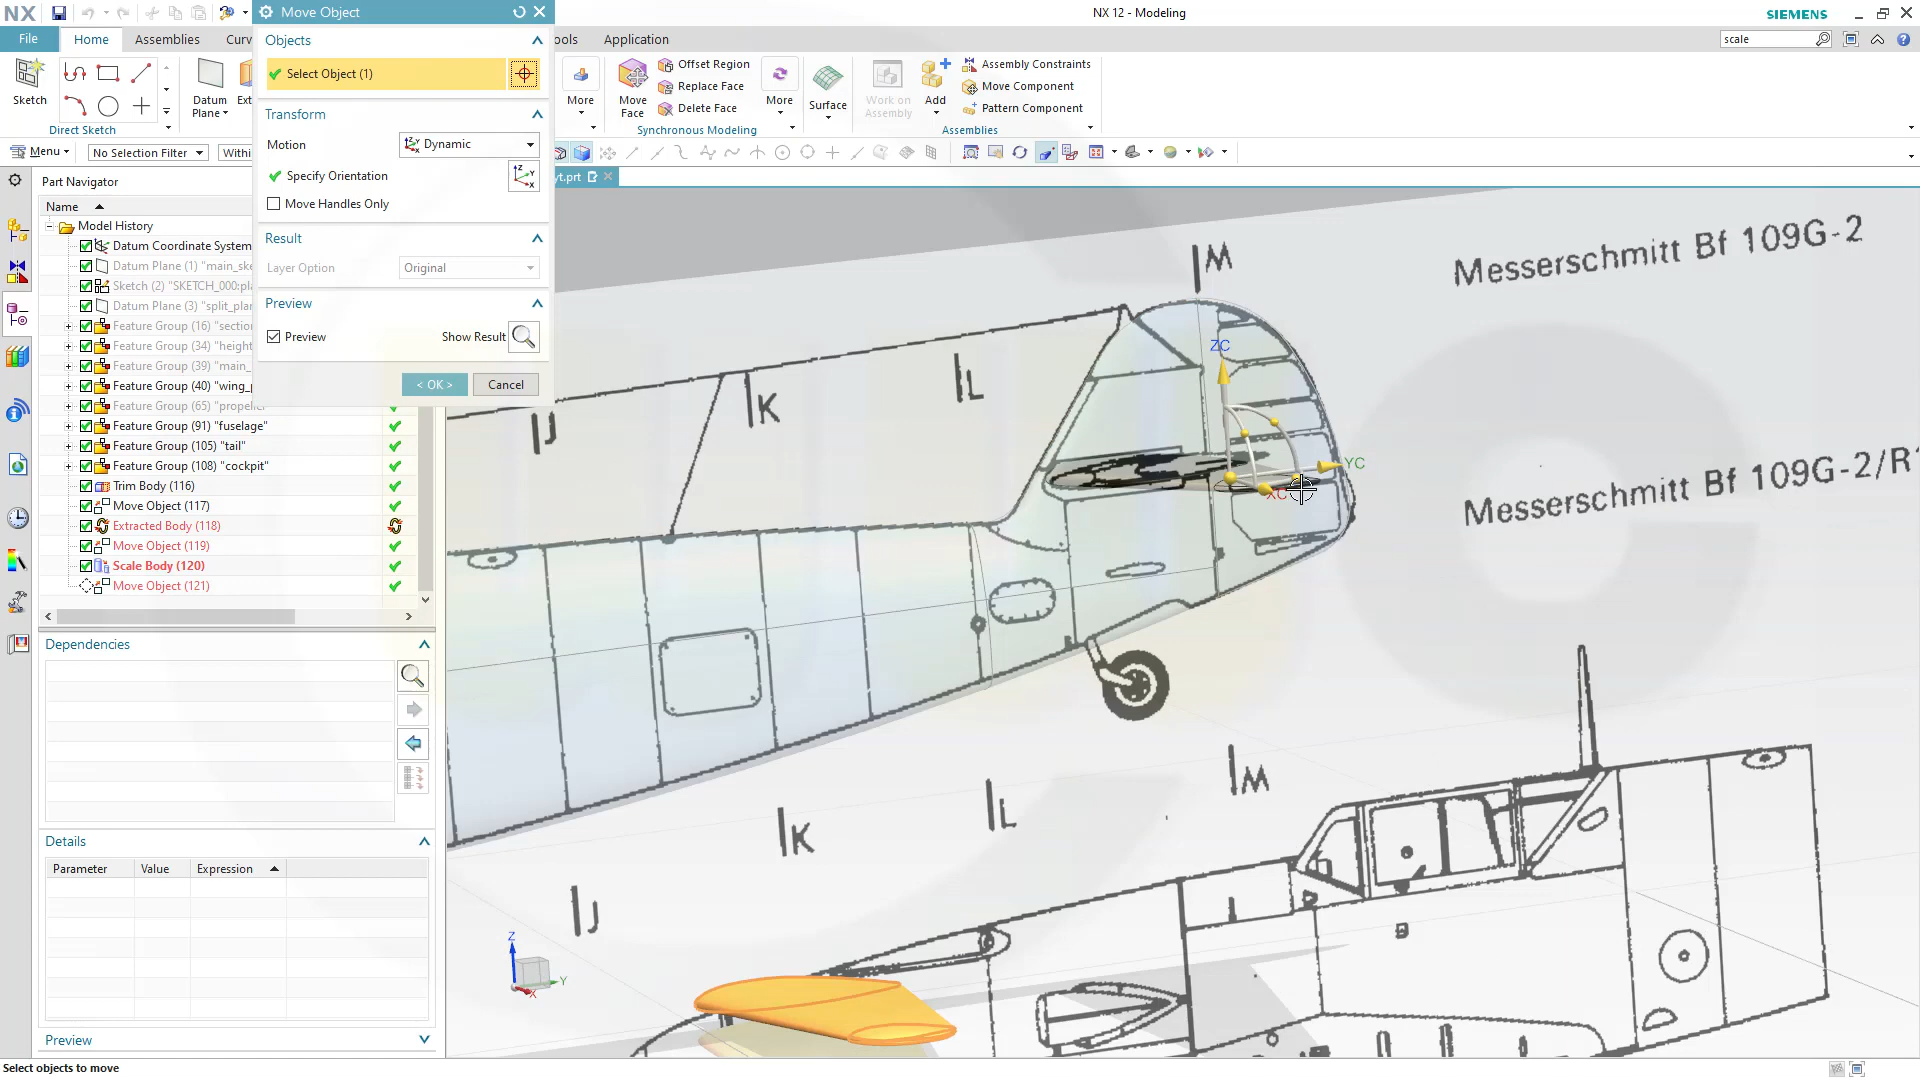 NX
Move Object
NX 12 - Modeling
SIEMENS
File
Home
Assemblies
Curv
ools
Application
scale
Objects
Select Object (1)
Transform
Motion
Dynamic
Specify Orientation
Move Handles Only
Result
Layer Option
Original
Preview
Preview
Show Result
< OK >
Cancel
Sketch
Direct Sketch
Datum
Plane
Ext
More
Move
Face
Offset Region
Replace Face
Delete Face
More
Synchronous Modeling
Surface
Work on
Assembly
Add
Assembly Constraints
Move Component
Pattern Component
Assemblies
Menu
No Selection Filter
Withi
yt.prt
Part Navigator
Name
Model History
Datum Coordinate System
Datum Plane (1) "main_ske
Sketch (2) "SKETCH_000:pla
Datum Plane (3) "split_plan
Feature Group (16) "section
Feature Group (34) "height
Feature Group (39) "main_
Feature Group (40) "wing_p
Feature Group (65) "propeller
Feature Group (91) "fuselage"
Feature Group (105) "tail"
Feature Group (108) "cockpit"
Trim Body (116)
Move Object (117)
Extracted Body (118)
Move Object (119)
Scale Body (120)
Move Object (121)
Dependencies
Details
Parameter
Value
Expression
Preview
Select objects to move
M
Messerschmitt Bf 109G-2
L
K
J
ZC
YC
XC
Messerschmitt Bf 109G-2/R
M
L
K
J
Z
Y
X